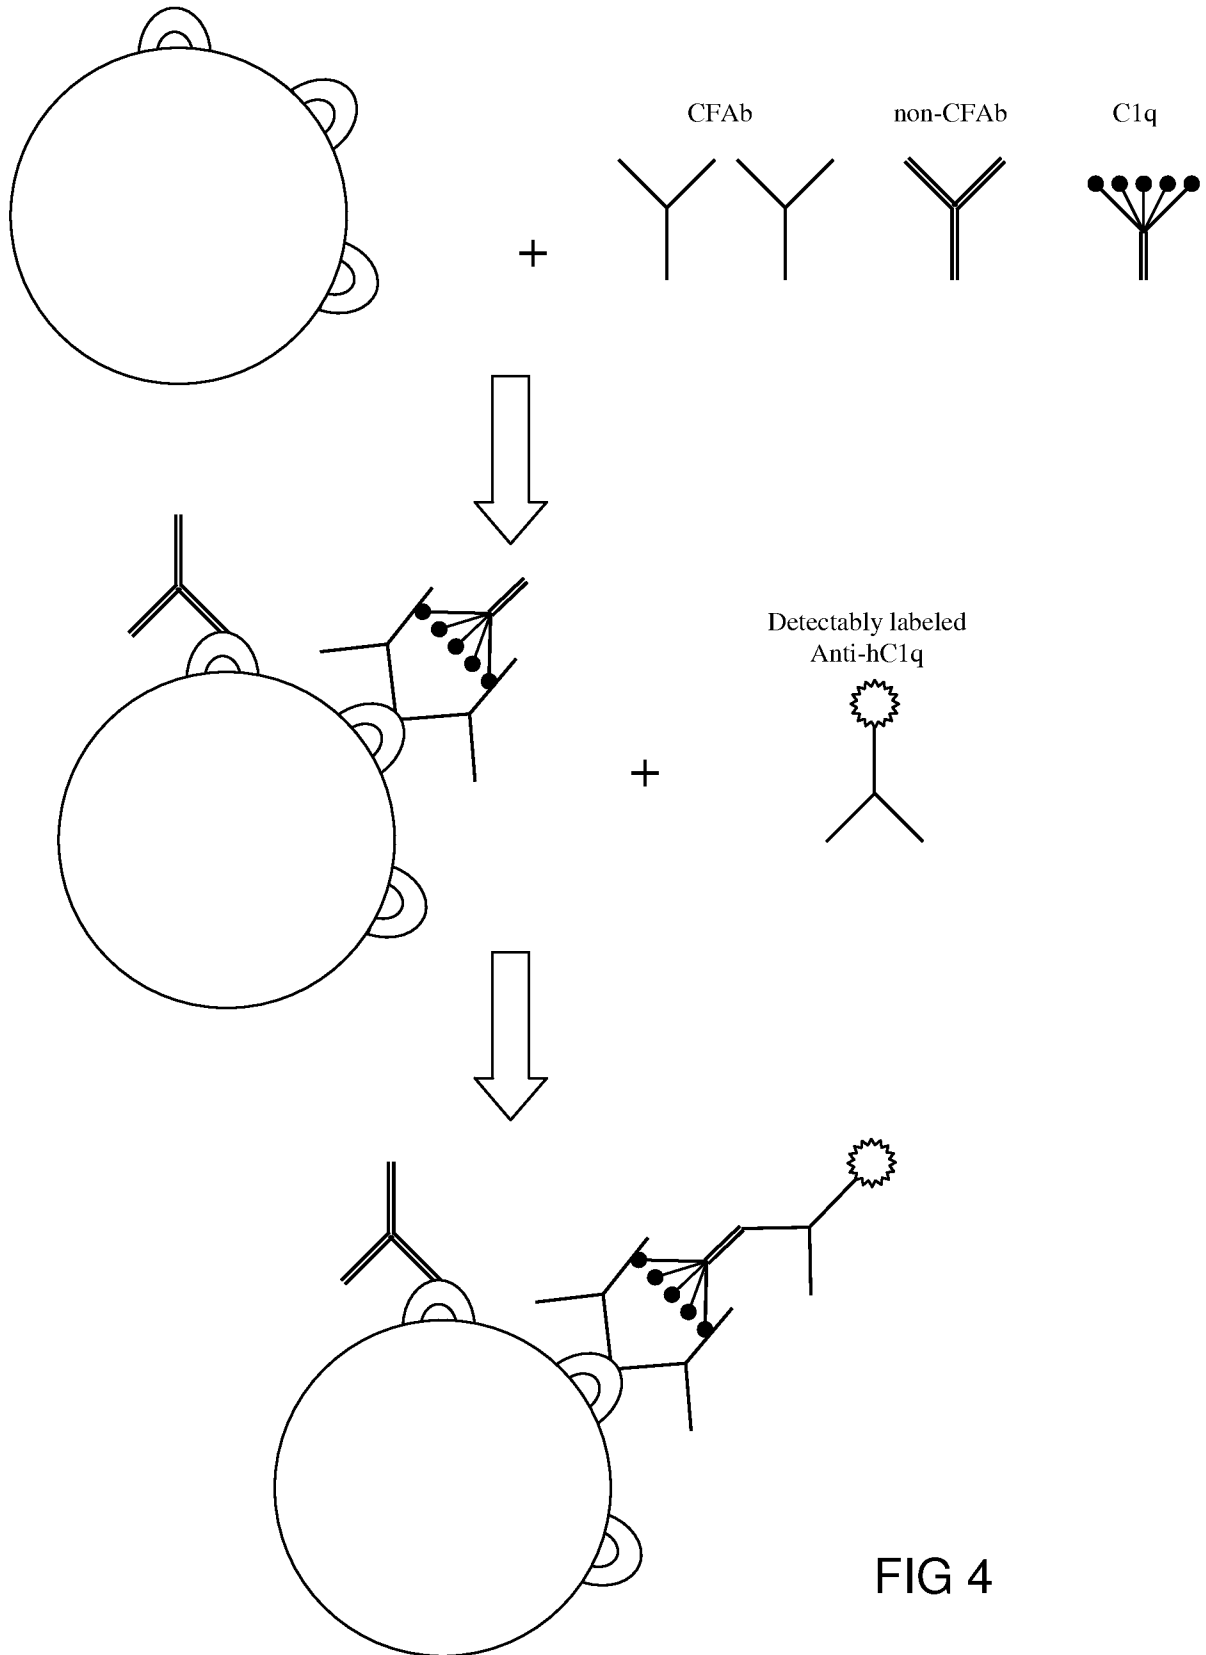 CFAb
non-CFAb
C1q
+
Detectably labeled
Anti-hC1q
+
FIG 4